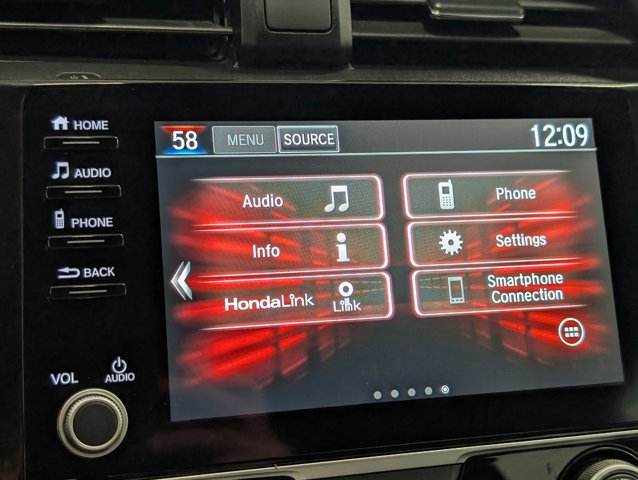 HOME
AUDIO
PHONE
BACK
VOL
AUDIO
58
MENU
SOURCE
12:09
Audio
Phone
Info
Settings
HondaLink
Link
Smartphone
Connection